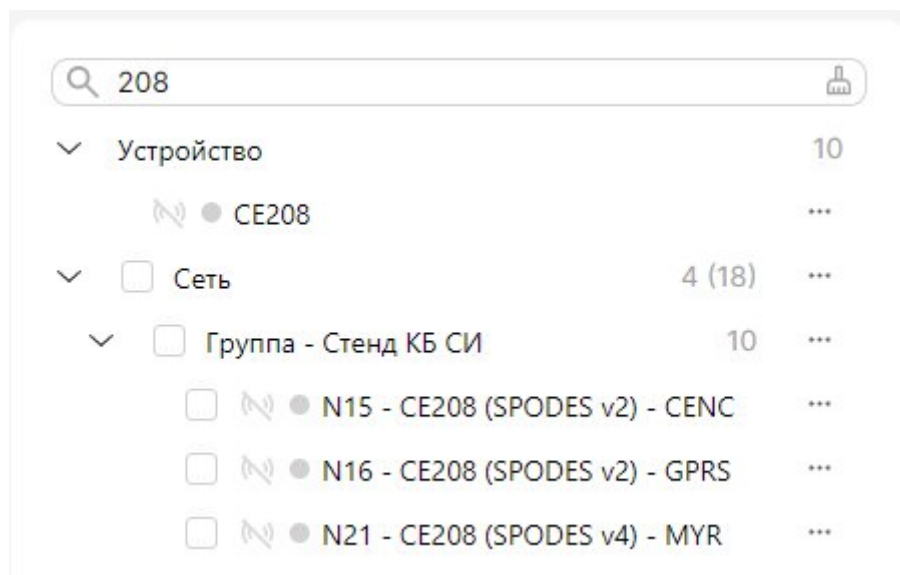 208
Устройство 10
CE208
Сеть 4 (18)
Группа - Стенд КБ СИ 10
N15 - CE208 (SPODES v2) - CENC
N16 - CE208 (SPODES v2) - GPRS
N21 - CE208 (SPODES v4) - MYR